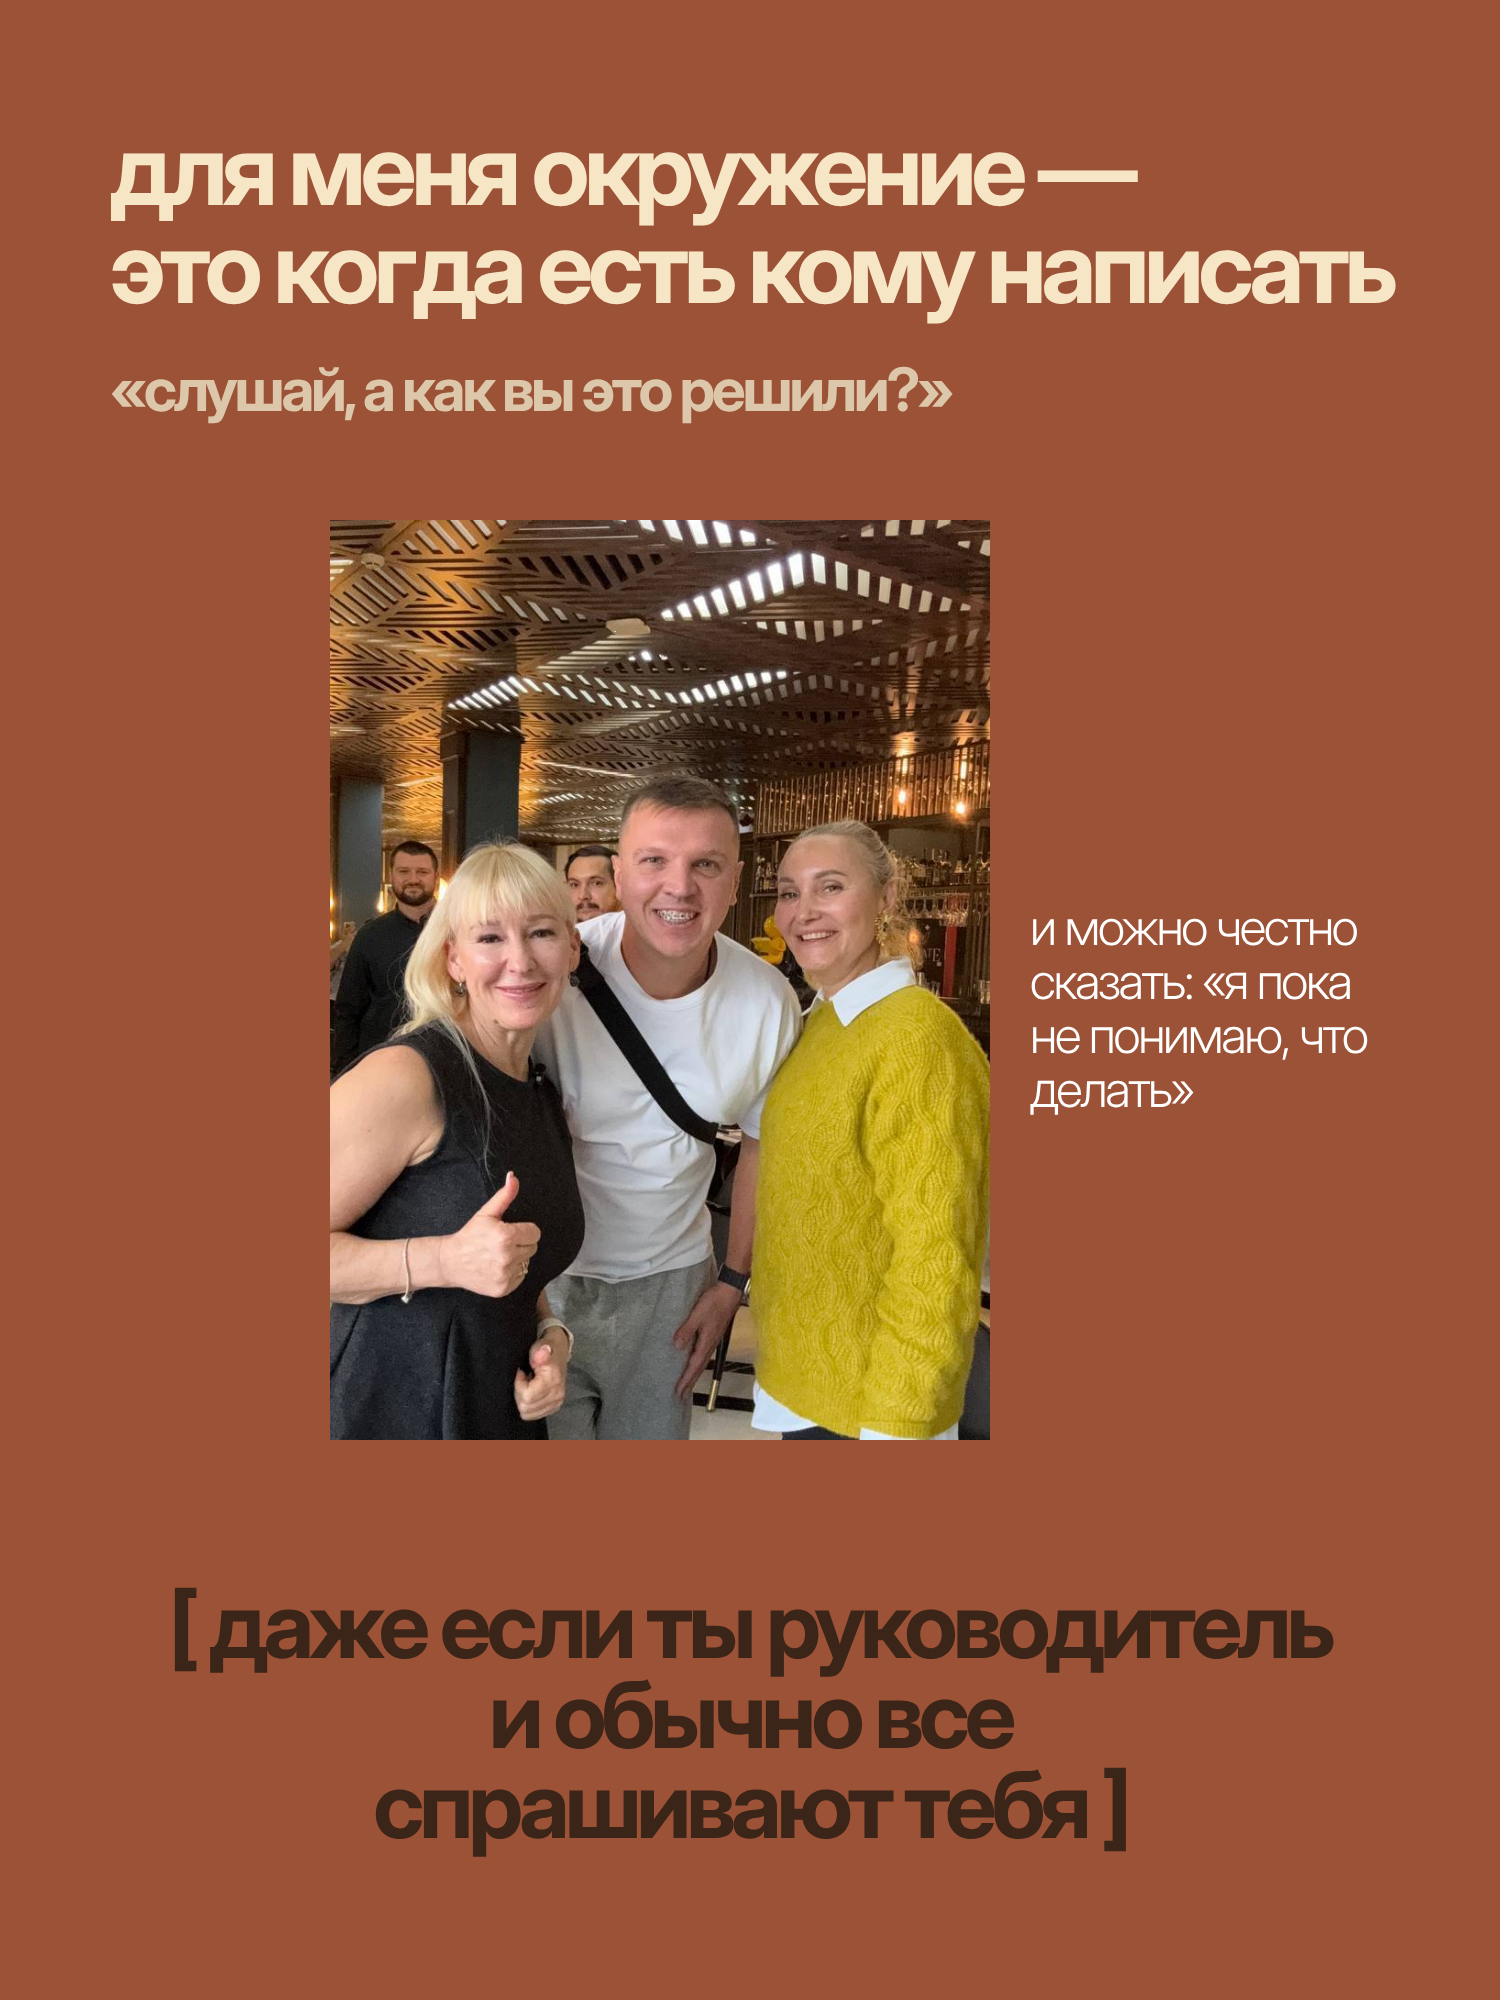 для меня окружение —
это когда есть кому написать
«слушай, а как вы это решили?»
и можно честно
сказать: «я пока
не понимаю, что
делать»
[ даже если ты руководитель
и обычно все
спрашивают тебя ]